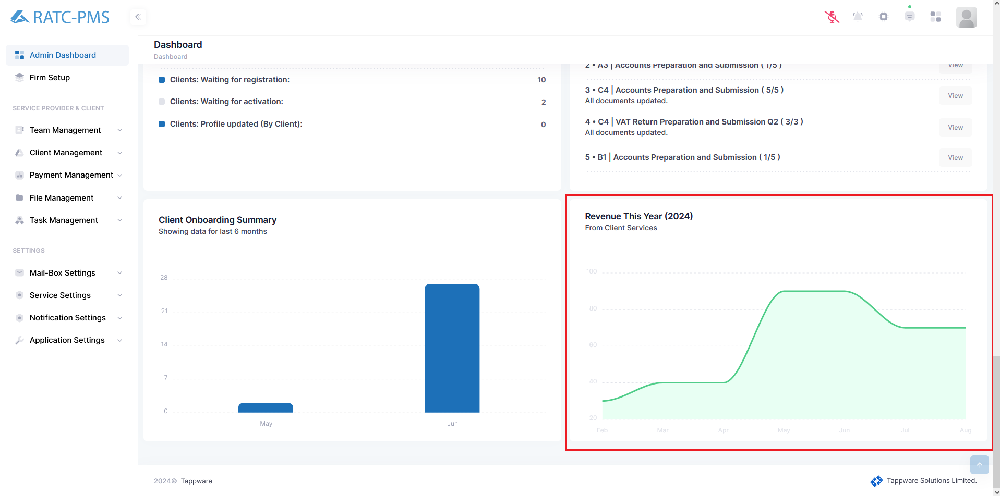 RATC-PMS
Admin Dashboard
Firm Setup
SERVICE PROVIDER & CLIENT
Team Management
Client Management
Payment Management
File Management
Task Management
SETTINGS
Mail-Box Settings
Service Settings
Notification Settings
Application Settings
Dashboard
Dashboard
Clients: Waiting for registration: 10
Clients: Waiting for activation: 2
Clients: Profile updated (By Client): 0
2 • A3 | Accounts Preparation and Submission ( 1/5 ) View
3 • C4 | Accounts Preparation and Submission ( 5/5 )
All documents updated.
View
4 • C4 | VAT Return Preparation and Submission Q2 ( 3/3 )
All documents updated.
View
5 • B1 | Accounts Preparation and Submission ( 1/5 ) View
Client Onboarding Summary
Showing data for last 6 months
28
21
14
7
0
May Jun
Revenue This Year (2024)
From Client Services
100
80
60
40
20
Feb Mar Apr May Jun Jul Aug
2024© Tappware
Tappware Solutions Limited.